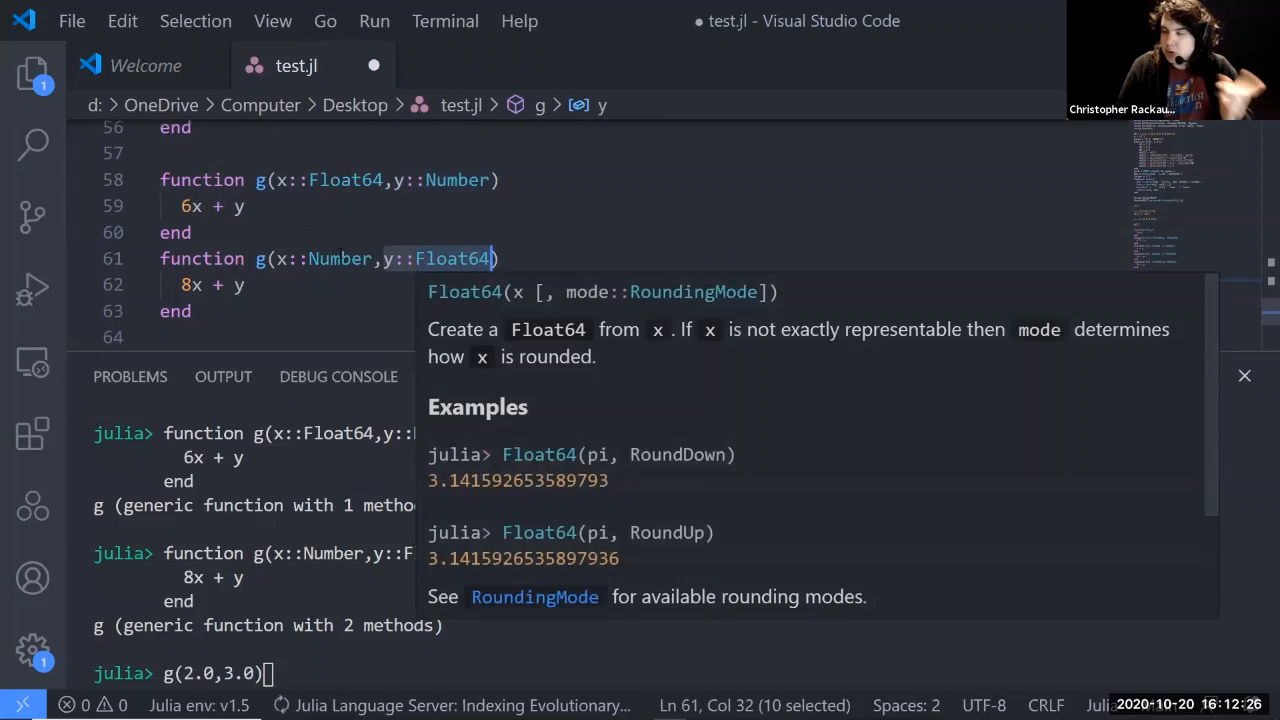 File Edit Selection View Go Run Terminal Help ● test.jl - Visual Studio Code
Welcome test.jl
d: > OneDrive > Computer > Desktop > test.jl > g > y
56 end
57
58 function g(x::Float64,y::Number)
59 6x + y
60 end
61 function g(x::Number,y::Float64)
62 8x + y
63 end
64
Float64(x [, mode::RoundingMode])
Create a Float64 from x . If x is not exactly representable then mode determines
how x is rounded.
Examples
julia> Float64(pi, RoundDown)
3.141592653589793
julia> Float64(pi, RoundUp)
3.1415926535897936
See RoundingMode for available rounding modes.
PROBLEMS OUTPUT DEBUG CONSOLE
julia> function g(x::Float64,y::
6x + y
end
g (generic function with 1 metho
julia> function g(x::Number,y::F
8x + y
end
g (generic function with 2 methods)
julia> g(2.0,3.0)
1
1
Christopher Rackau...
0 0 Julia env: v1.5 Julia Language Server: Indexing Evolutionary... Ln 61, Col 32 (10 selected) Spaces: 2 UTF-8 CRLF
2020-10-20 16:12:26